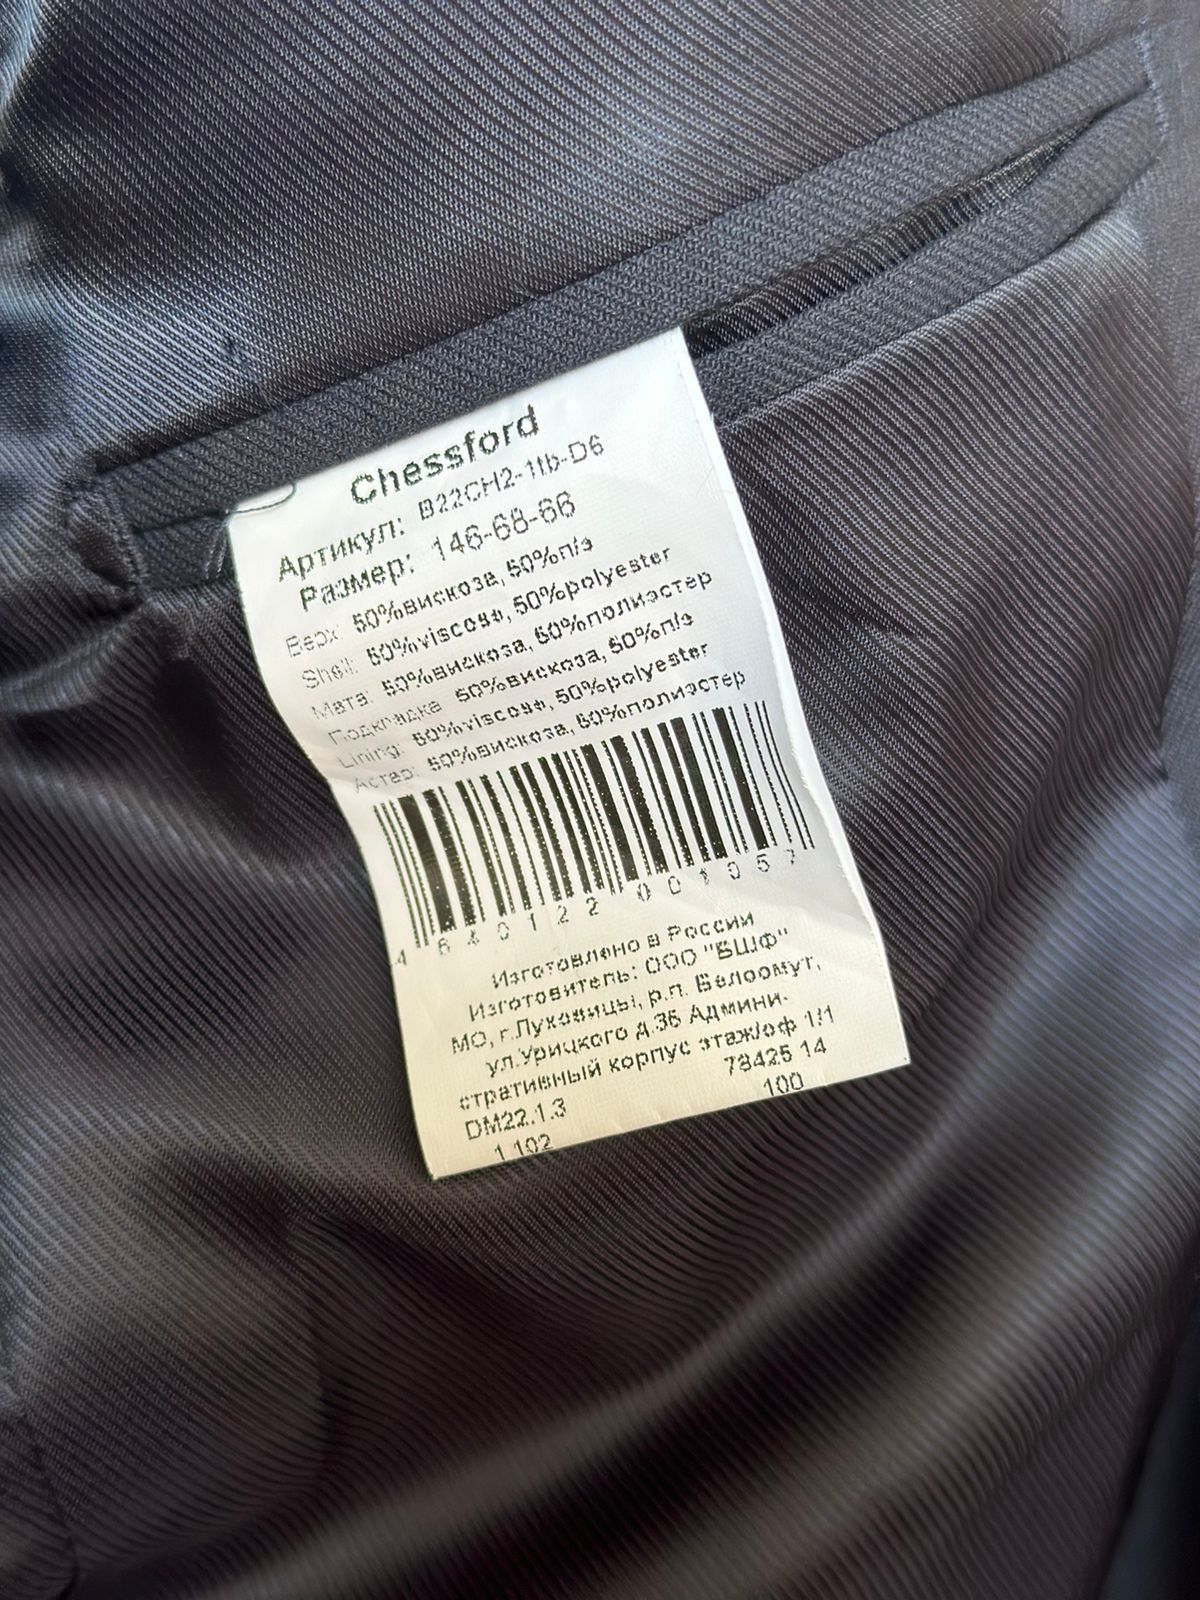 Chessford
Артикул: B22CH2-1fb-D6
Размер: 146-68-66
Верх: 50%вискоза, 50%п/э
Shell: 50%viscose, 50%polyester
Мата: 50%вискоза, 50%полиэстер
Подкладка: 50%вискоза, 50%п/э
Lining: 50%viscose, 50%polyester
Астар: 50%вискоза, 50%полиэстер
4 640122 001057
Изготовлено в России
Изготовитель: ООО "БШФ"
МО, г.Луховицы, р.п. Белоомут,
ул.Урицкого д.36 Админи-
стративный корпус этаж/оф 1/1
DM22.1.3 78425 14
1 102 100